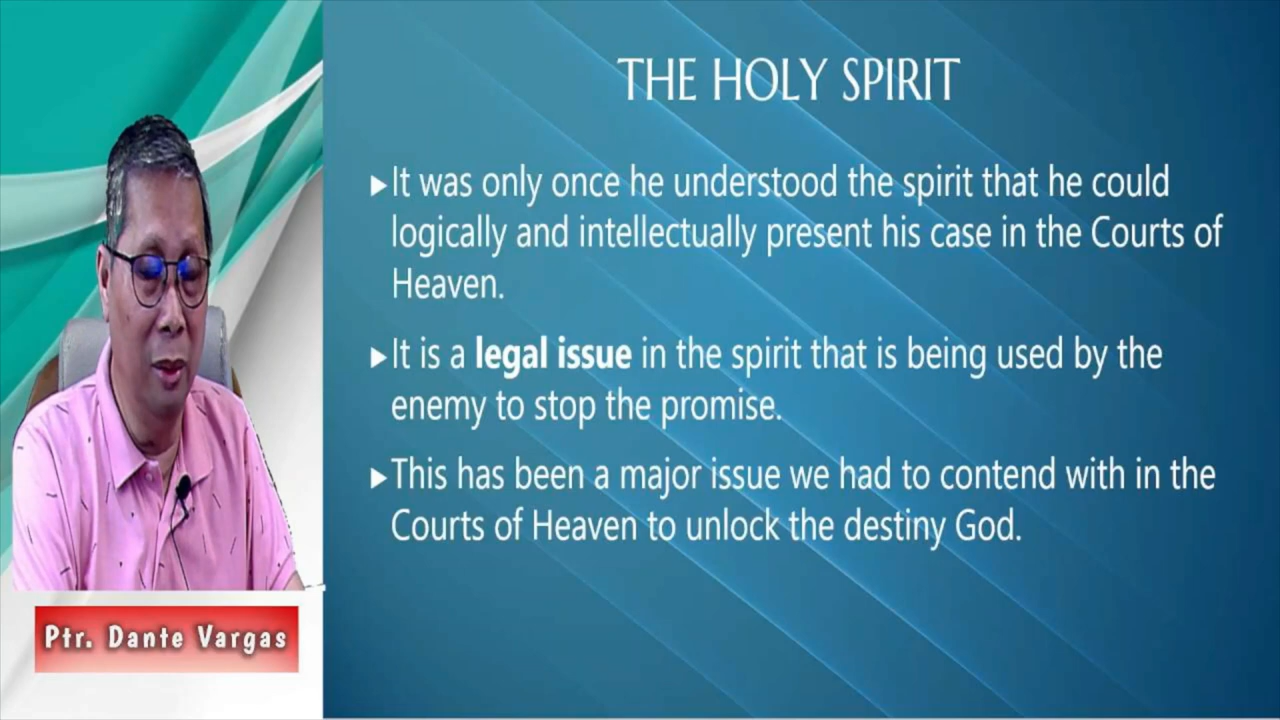 THE HOLY SPIRIT
▶It was only once he understood the spirit that he could
logically and intellectually present his case in the Courts of
Heaven.
▶It is a legal issue in the spirit that is being used by the
enemy to stop the promise.
▶This has been a major issue we had to contend with in the
Courts of Heaven to unlock the destiny God.
Ptr. Dante Vargas